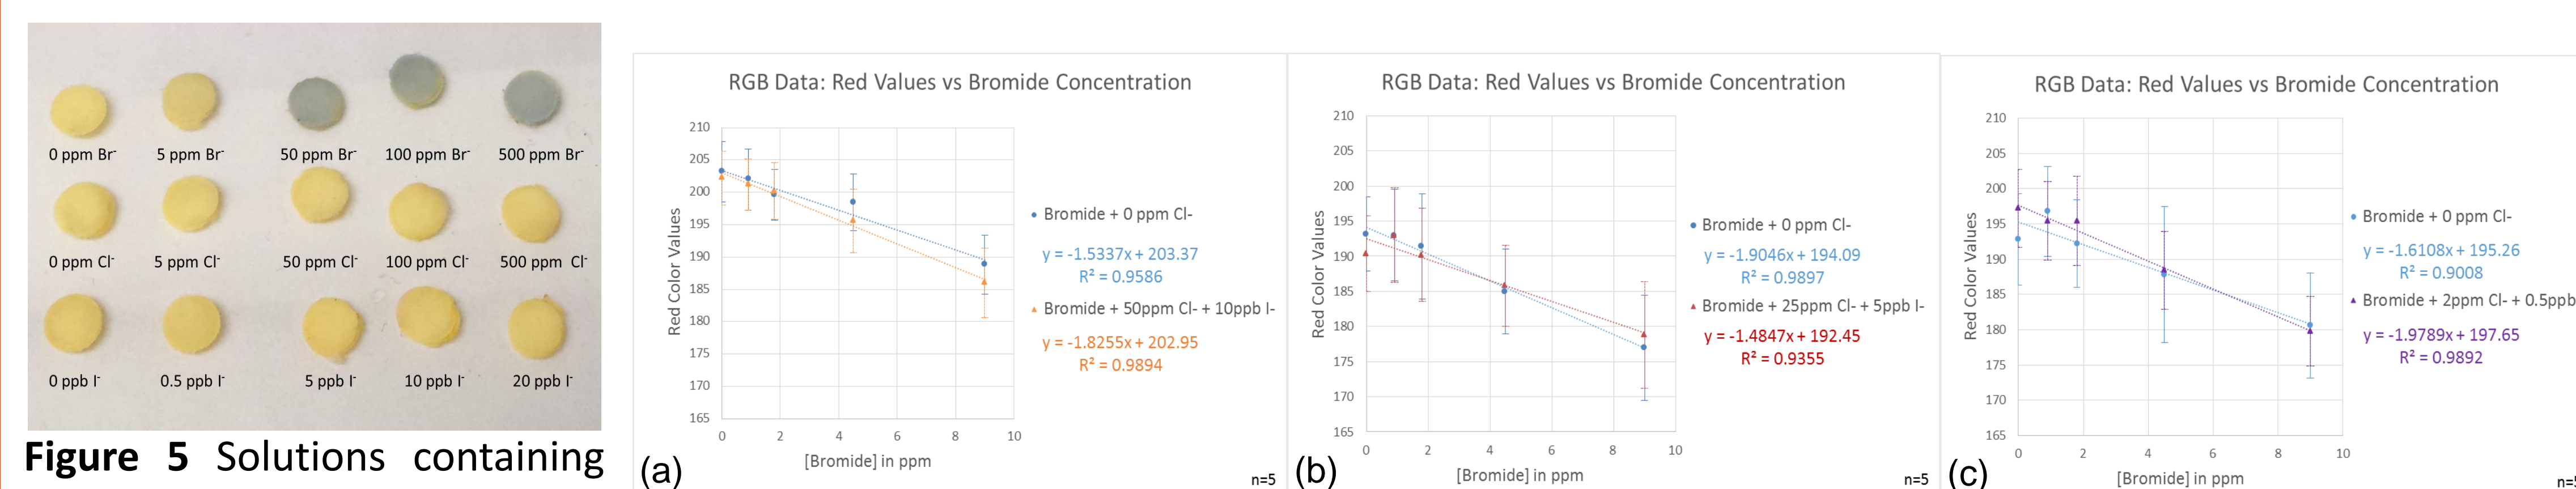 0 ppm Br⁻ 5 ppm Br⁻ 50 ppm Br⁻ 100 ppm Br⁻ 500 ppm Br⁻
0 ppm Cl⁻ 5 ppm Cl⁻ 50 ppm Cl⁻ 100 ppm Cl⁻ 500 ppm Cl⁻
0 ppb I⁻ 0.5 ppb I⁻ 5 ppb I⁻ 10 ppb I⁻ 20 ppb I⁻
Figure 5 Solutions containing
RGB Data: Red Values vs Bromide Concentration
Red Color Values
210
205
200
195
190
185
180
175
170
165
0 2 4 6 8 10
[Bromide] in ppm
Bromide + 0 ppm Cl-
y = -1.5337x + 203.37
R² = 0.9586
Bromide + 50ppm Cl- + 10ppb I-
y = -1.8255x + 202.95
R² = 0.9894
(a)
n=5
RGB Data: Red Values vs Bromide Concentration
Red Color Values
210
205
200
195
190
185
180
175
170
165
0 2 4 6 8 10
[Bromide] in ppm
Bromide + 0 ppm Cl-
y = -1.9046x + 194.09
R² = 0.9897
Bromide + 25ppm Cl- + 5ppb I-
y = -1.4847x + 192.45
R² = 0.9355
(b)
n=5
RGB Data: Red Values vs Bromide Concentration
Red Color Values
210
205
200
195
190
185
180
175
170
165
0 2 4 6 8 10
[Bromide] in ppm
Bromide + 0 ppm Cl-
y = -1.6108x + 195.26
R² = 0.9008
Bromide + 2ppm Cl- + 0.5ppb
y = -1.9789x + 197.65
R² = 0.9892
(c)
n=5